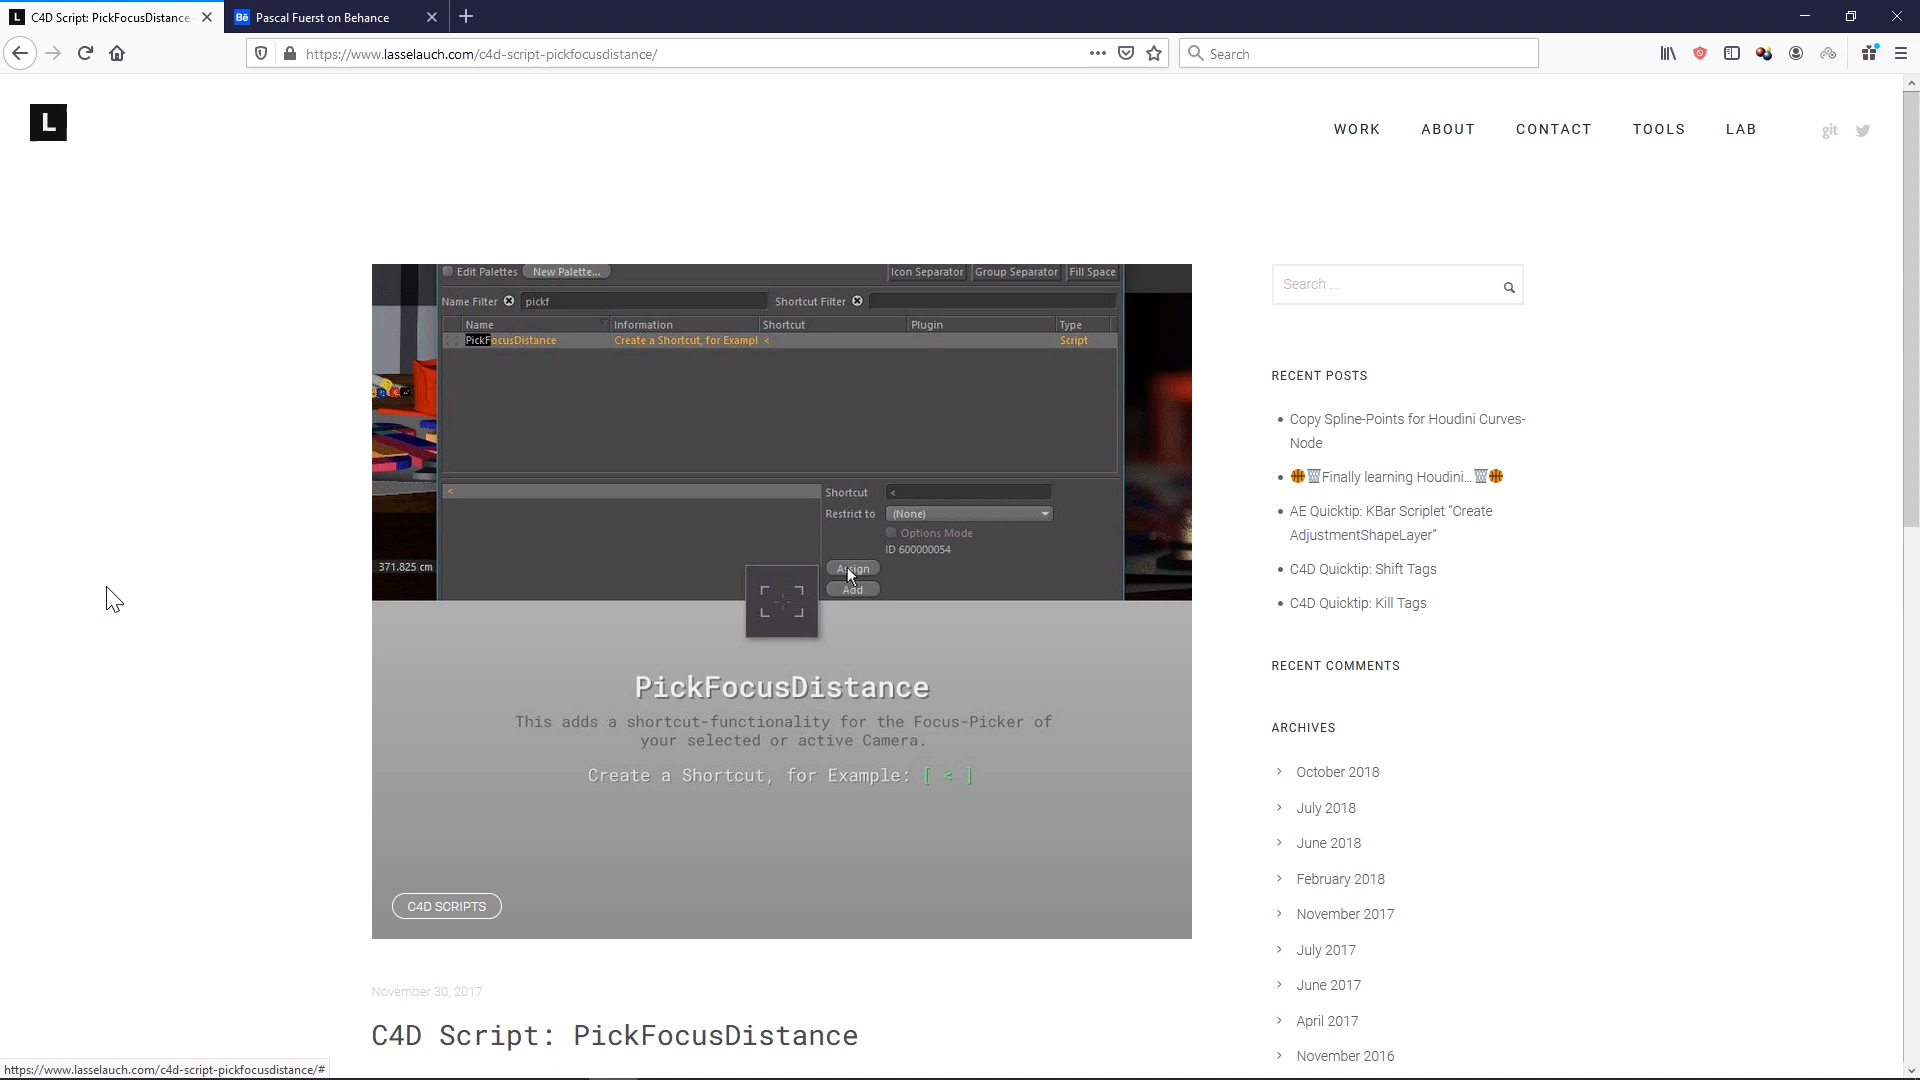 L C4D Script: PickFocusDistance
Bē Pascal Fuerst on Behance
https://www.lasselauch.com/c4d-script-pickfocusdistance/
Search
L
WORK ABOUT CONTACT TOOLS LAB git
Edit Palettes New Palette... Icon Separator Group Separator Fill Space
Name Filter pickf Shortcut Filter
Name Information Shortcut Plugin Type
PickFocusDistance Create a Shortcut, for Exampl < Script
< Shortcut <
Restrict to (None)
Options Mode
ID 600000054
371.825 cm
Assign
Add
PickFocusDistance
This adds a shortcut-functionality for the Focus-Picker of
your selected or active Camera.
Create a Shortcut, for Example: [ < ]
C4D SCRIPTS
November 30, 2017
C4D Script: PickFocusDistance
Search ...
RECENT POSTS
Copy Spline-Points for Houdini Curves-
Node
🏀🗑️Finally learning Houdini...🗑️🏀
AE Quicktip: KBar Scriplet “Create
AdjustmentShapeLayer”
C4D Quicktip: Shift Tags
C4D Quicktip: Kill Tags
RECENT COMMENTS
ARCHIVES
October 2018
July 2018
June 2018
February 2018
November 2017
July 2017
June 2017
April 2017
November 2016
https://www.lasselauch.com/c4d-script-pickfocusdistance/#